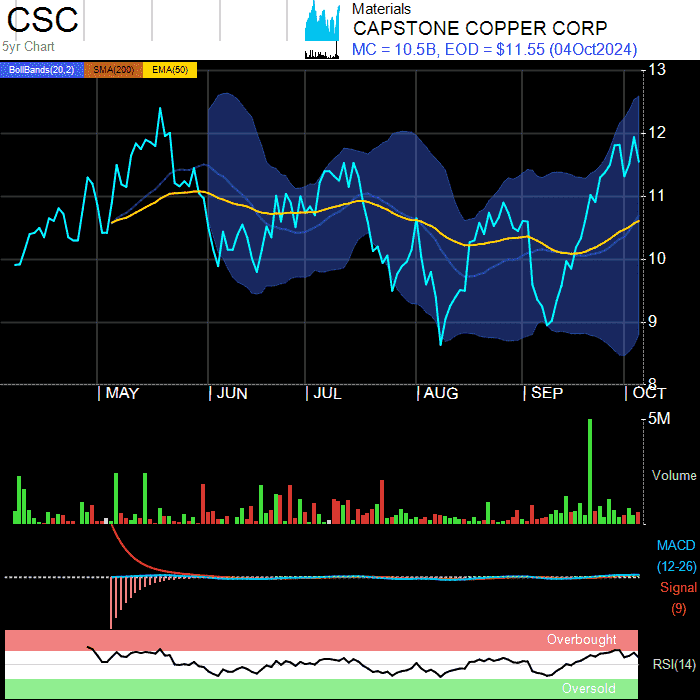 CSC
5yr Chart
Materials
CAPSTONE COPPER CORP
MC = 10.5B, EOD = $11.55 (04Oct2024)
BollBands(20,2) SMA(200) EMA(50)
13
12
11
10
9
8
MAY JUN JUL AUG SEP OCT
5M
Volume
MACD
(12-26)
Signal
(9)
Overbought
RSI(14)
Oversold